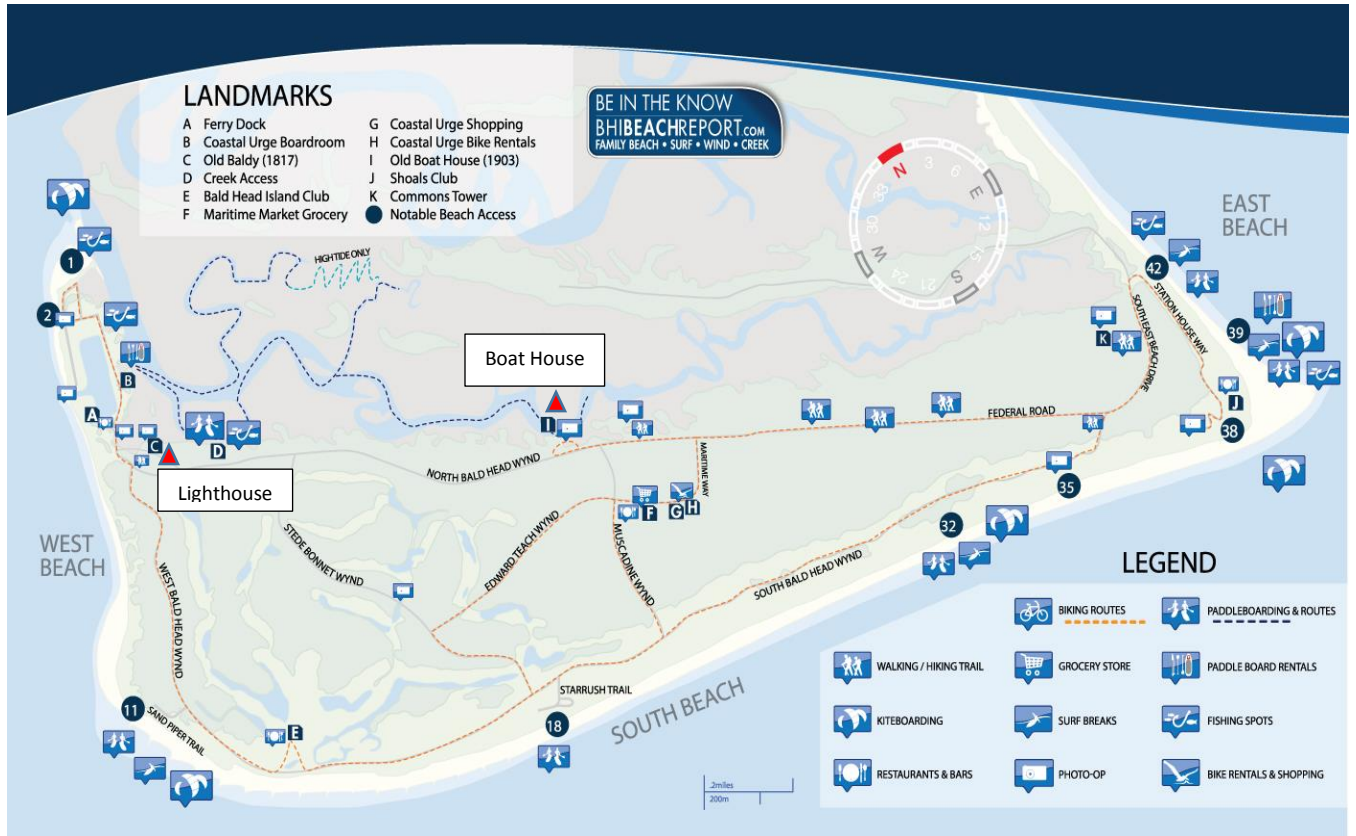 LANDMARKS
A Ferry Dock
B Coastal Urge Boardroom
C Old Baldy (1817)
D Creek Access
E Bald Head Island Club
F Maritime Market Grocery
G Coastal Urge Shopping
H Coastal Urge Bike Rentals
I Old Boat House (1903)
J Shoals Club
K Commons Tower
Notable Beach Access
BE IN THE KNOW
BHIBEACHREPORT.COM
FAMILY BEACH • SURF • WIND • CREEK
N
3
6
E
12
15
S
21
24
W
30
33
EAST
BEACH
HIGH TIDE ONLY
1
2
42
39
K
SOUTH EAST BEACH DRIVE
STATION HOUSE WAY
Boat House
B
A
C
D
I
J
38
FEDERAL ROAD
NORTH BALD HEAD WYND
MARITIME WAY
Lighthouse
F
G
H
35
32
WEST
BEACH
STEDE BONNET WYND
EDWARD TEACH WYND
MUSCADINE WYND
SOUTH BALD HEAD WYND
WEST BALD HEAD WYND
STARRUSH TRAIL
SOUTH BEACH
11
SAND PIPER TRAIL
E
18
.2miles
200m
LEGEND
BIKING ROUTES
PADDLEBOARDING & ROUTES
WALKING / HIKING TRAIL
GROCERY STORE
PADDLE BOARD RENTALS
KITEBOARDING
SURF BREAKS
FISHING SPOTS
RESTAURANTS & BARS
PHOTO-OP
BIKE RENTALS & SHOPPING